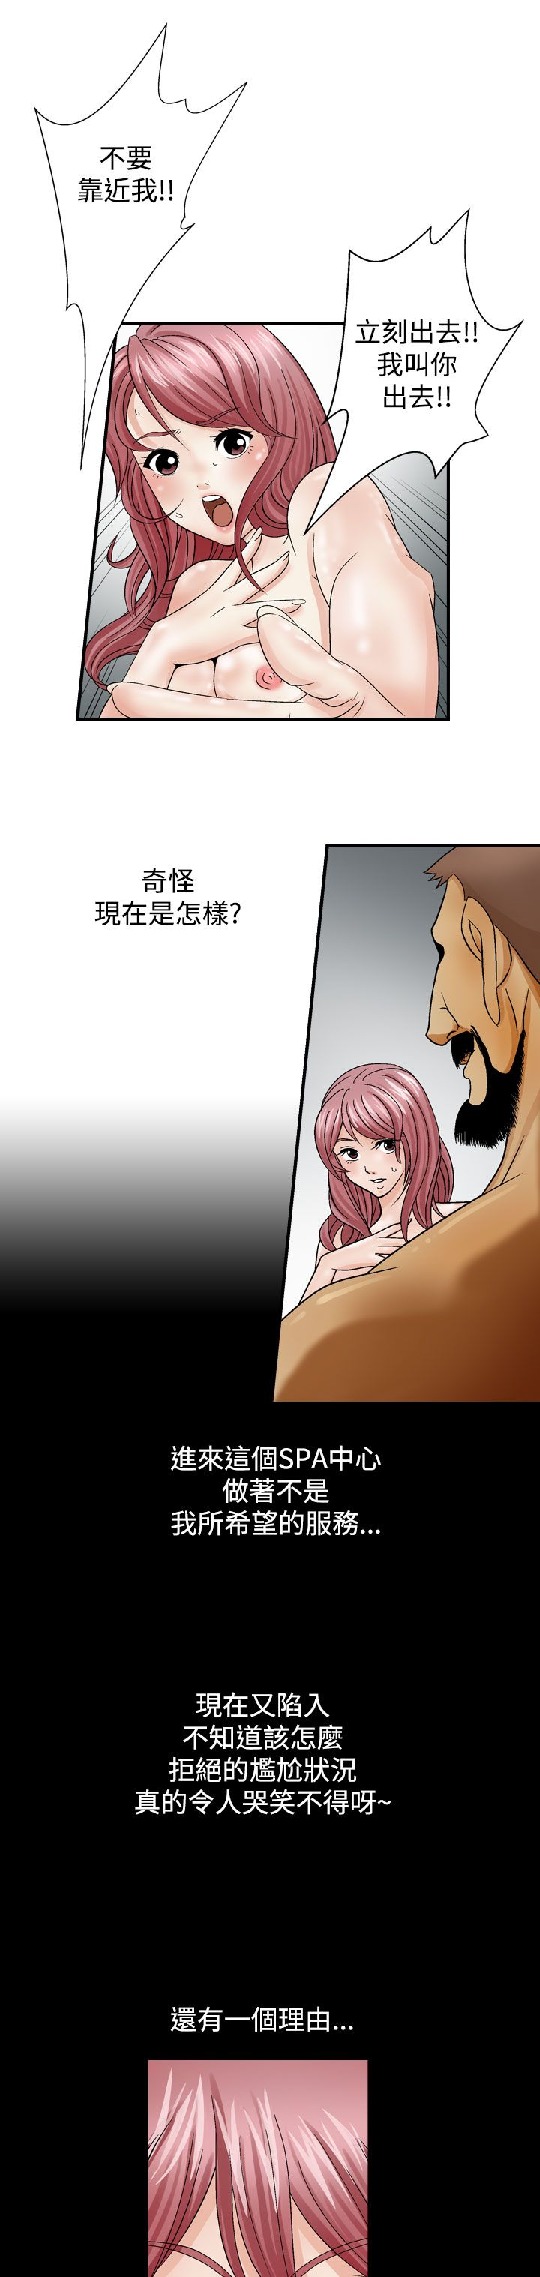 不要
靠近我!!
立刻出去!!
我叫你
出去!!
奇怪
現在是怎樣?
進來這個SPA中心
做著不是
我所希望的服務...
現在又陷入
不知道該怎麼
拒絕的尷尬狀況
真的令人哭笑不得呀~
還有一個理由...